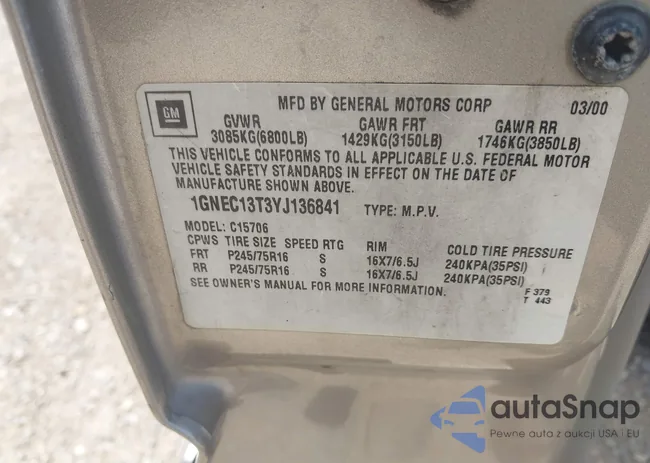 MFD BY GENERAL MOTORS CORP 03/00
GM
GVWR GAWR FRT GAWR RR
3085KG(6800LB) 1429KG(3150LB) 1746KG(3850LB)
THIS VEHICLE CONFORMS TO ALL APPLICABLE U.S. FEDERAL MOTOR
VEHICLE SAFETY STANDARDS IN EFFECT ON THE DATE OF
MANUFACTURE SHOWN ABOVE.
1GNEC13T3YJ136841 TYPE: M.P.V.
MODEL: C15706
CPWS TIRE SIZE SPEED RTG RIM COLD TIRE PRESSURE
FRT P245/75R16 S 16X7/6.5J 240KPA(35PSI)
RR P245/75R16 S 16X7/6.5J 240KPA(35PSI)
SEE OWNER'S MANUAL FOR MORE INFORMATION.
F 379
T 443
autoSnap
Pewne auta z aukcji USA i EU